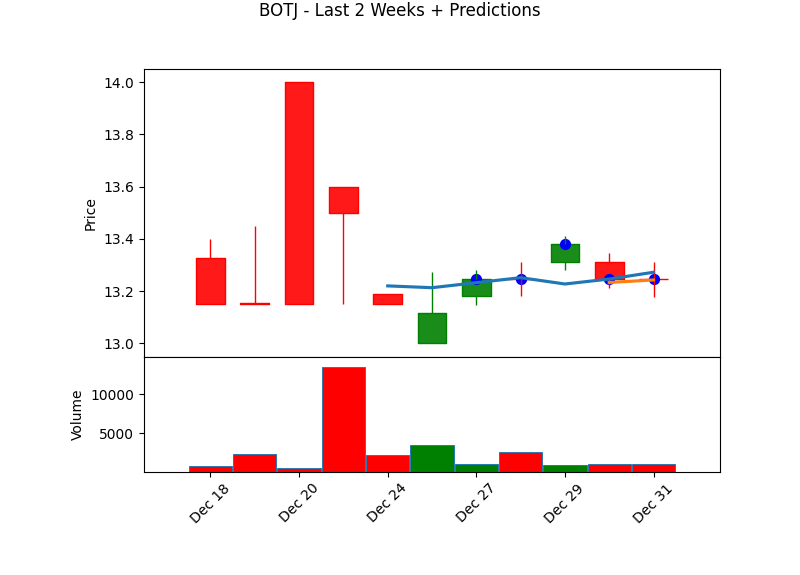 BOTJ - Last 2 Weeks + Predictions
14.0
13.8
13.6
13.4
13.2
13.0
Price
10000
5000
Volume
Dec 18
Dec 20
Dec 24
Dec 27
Dec 29
Dec 31